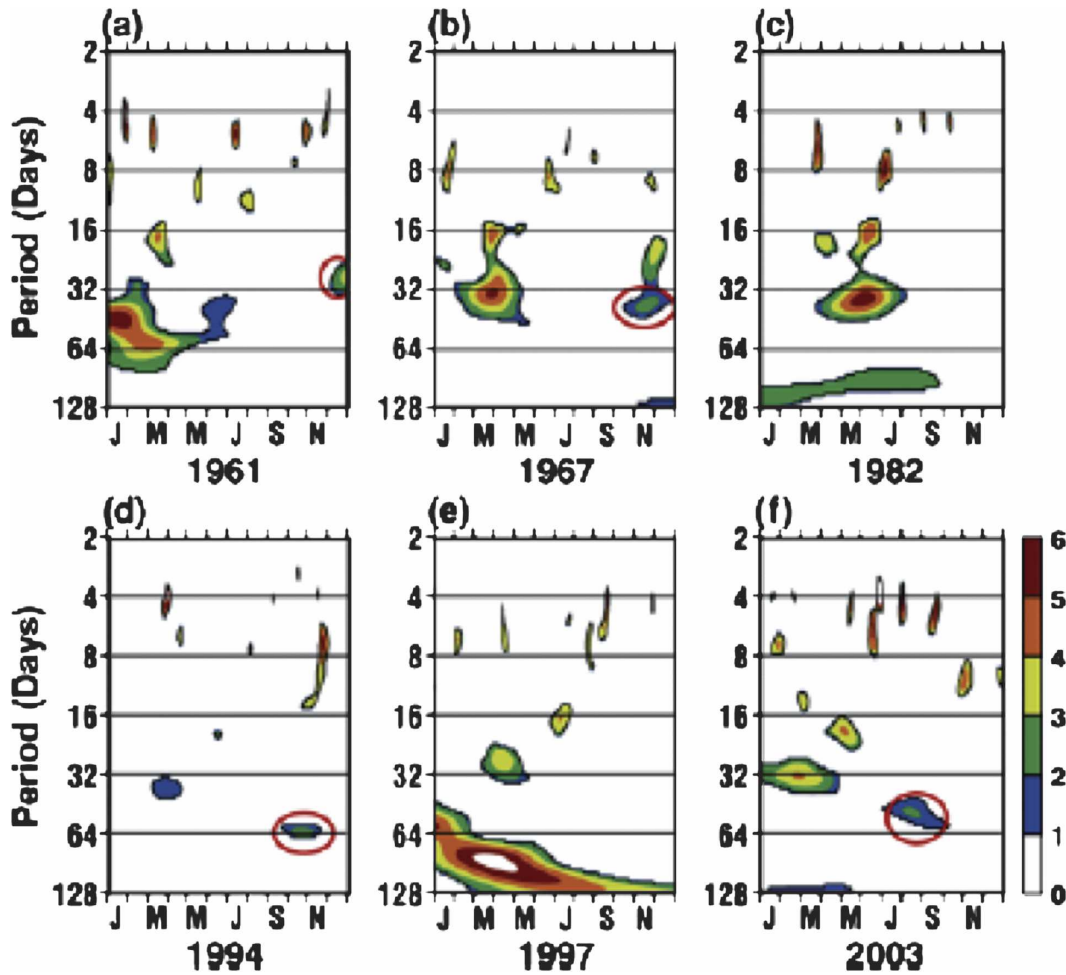 (a) (b) (c)
Period (Days)
2 2 2
4 4 4
8 8 8
16 16 16
32 32 32
64 64 64
128 128 128
J M M J S N J M M J S N J M M J S N
1961 1967 1982
(d) (e) (f)
Period (Days)
2 2 2 6
4 4 4 5
8 8 8 4
16 16 16 3
32 32 32 2
64 64 64 1
128 128 128 0
J M M J S N J M M J S N J M M J S N
1994 1997 2003